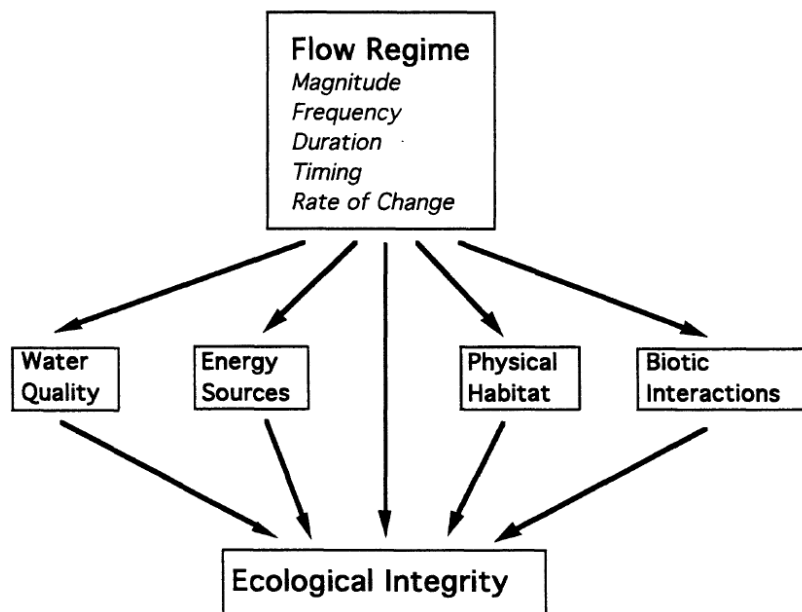 Flow Regime
Magnitude
Frequency
Duration
Timing
Rate of Change
Water
Quality
Energy
Sources
Physical
Habitat
Biotic
Interactions
Ecological Integrity